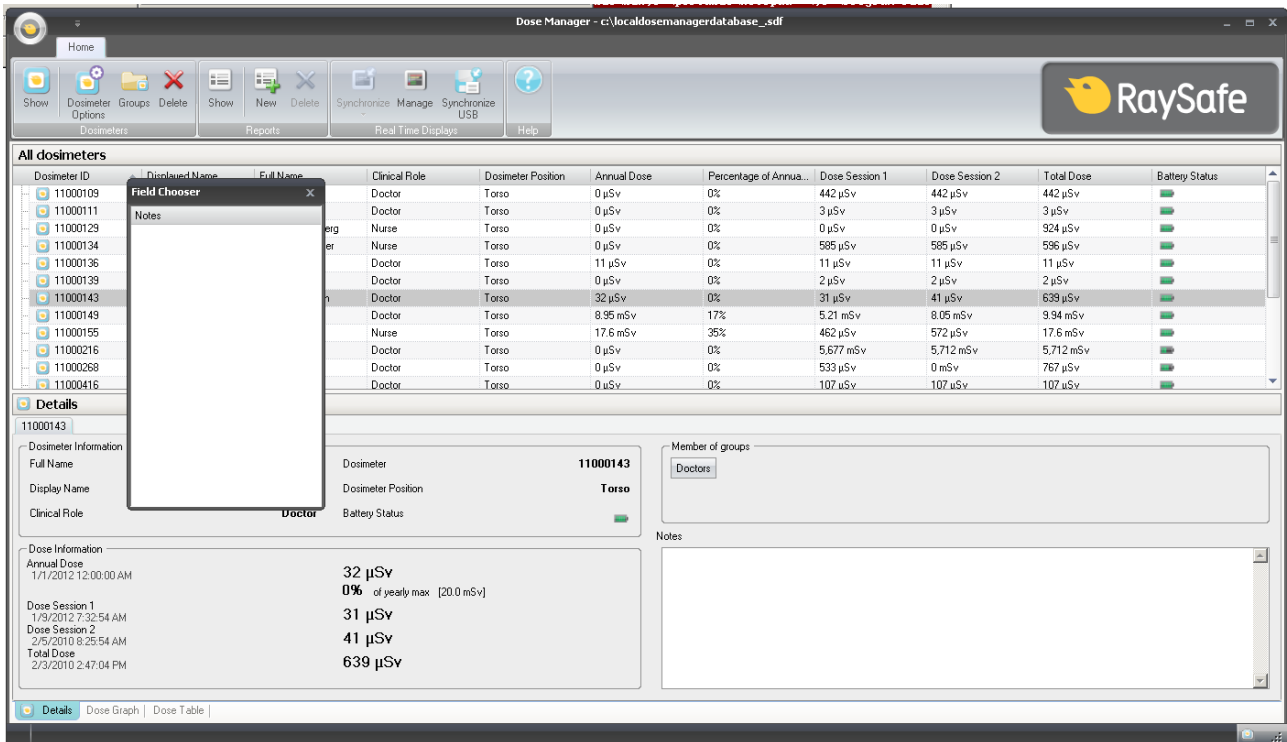 Dose Manager - c:\localdosemanagerdatabase_.sdf
Home
Show
Dosimeter Options
Groups
Delete
Show
New
Delete
Synchronize
Manage
Synchronize USB
Dosimeters
Reports
Real Time Displays
Help
RaySafe
All dosimeters
Dosimeter ID Displayed Name Full Name Clinical Role Dosimeter Position Annual Dose Percentage of Annua... Dose Session 1 Dose Session 2 Total Dose Battery Status
11000109 Doctor Torso 0 µSv 0% 442 µSv 442 µSv 442 µSv
11000111 Doctor Torso 0 µSv 0% 3 µSv 3 µSv 3 µSv
11000129 erg Nurse Torso 0 µSv 0% 0 µSv 0 µSv 924 µSv
11000134 er Nurse Torso 0 µSv 0% 585 µSv 585 µSv 596 µSv
11000136 Doctor Torso 11 µSv 0% 11 µSv 11 µSv 11 µSv
11000139 Doctor Torso 0 µSv 0% 2 µSv 2 µSv 2 µSv
11000143 n Doctor Torso 32 µSv 0% 31 µSv 41 µSv 639 µSv
11000149 Doctor Torso 8.95 mSv 17% 5.21 mSv 8.05 mSv 9.94 mSv
11000155 Nurse Torso 17.6 mSv 35% 462 µSv 572 µSv 17.6 mSv
11000216 Doctor Torso 0 µSv 0% 5,677 mSv 5,712 mSv 5,712 mSv
11000268 Doctor Torso 0 µSv 0% 533 µSv 0 mSv 767 µSv
11000416 Doctor Torso 0 µSv 0% 107 µSv 107 µSv 107 µSv
Field Chooser
Notes
Details
11000143
Dosimeter Information
Full Name
Dosimeter 11000143
Display Name
Dosimeter Position Torso
Clinical Role Doctor
Battery Status
Member of groups
Doctors
Notes
Dose Information
Annual Dose
1/1/2012 12:00:00 AM
32 µSv
0% of yearly max [20.0 mSv]
Dose Session 1
1/9/2012 7:32:54 AM
31 µSv
Dose Session 2
2/5/2010 8:25:54 AM
41 µSv
Total Dose
2/3/2010 2:47:04 PM
639 µSv
Details Dose Graph Dose Table